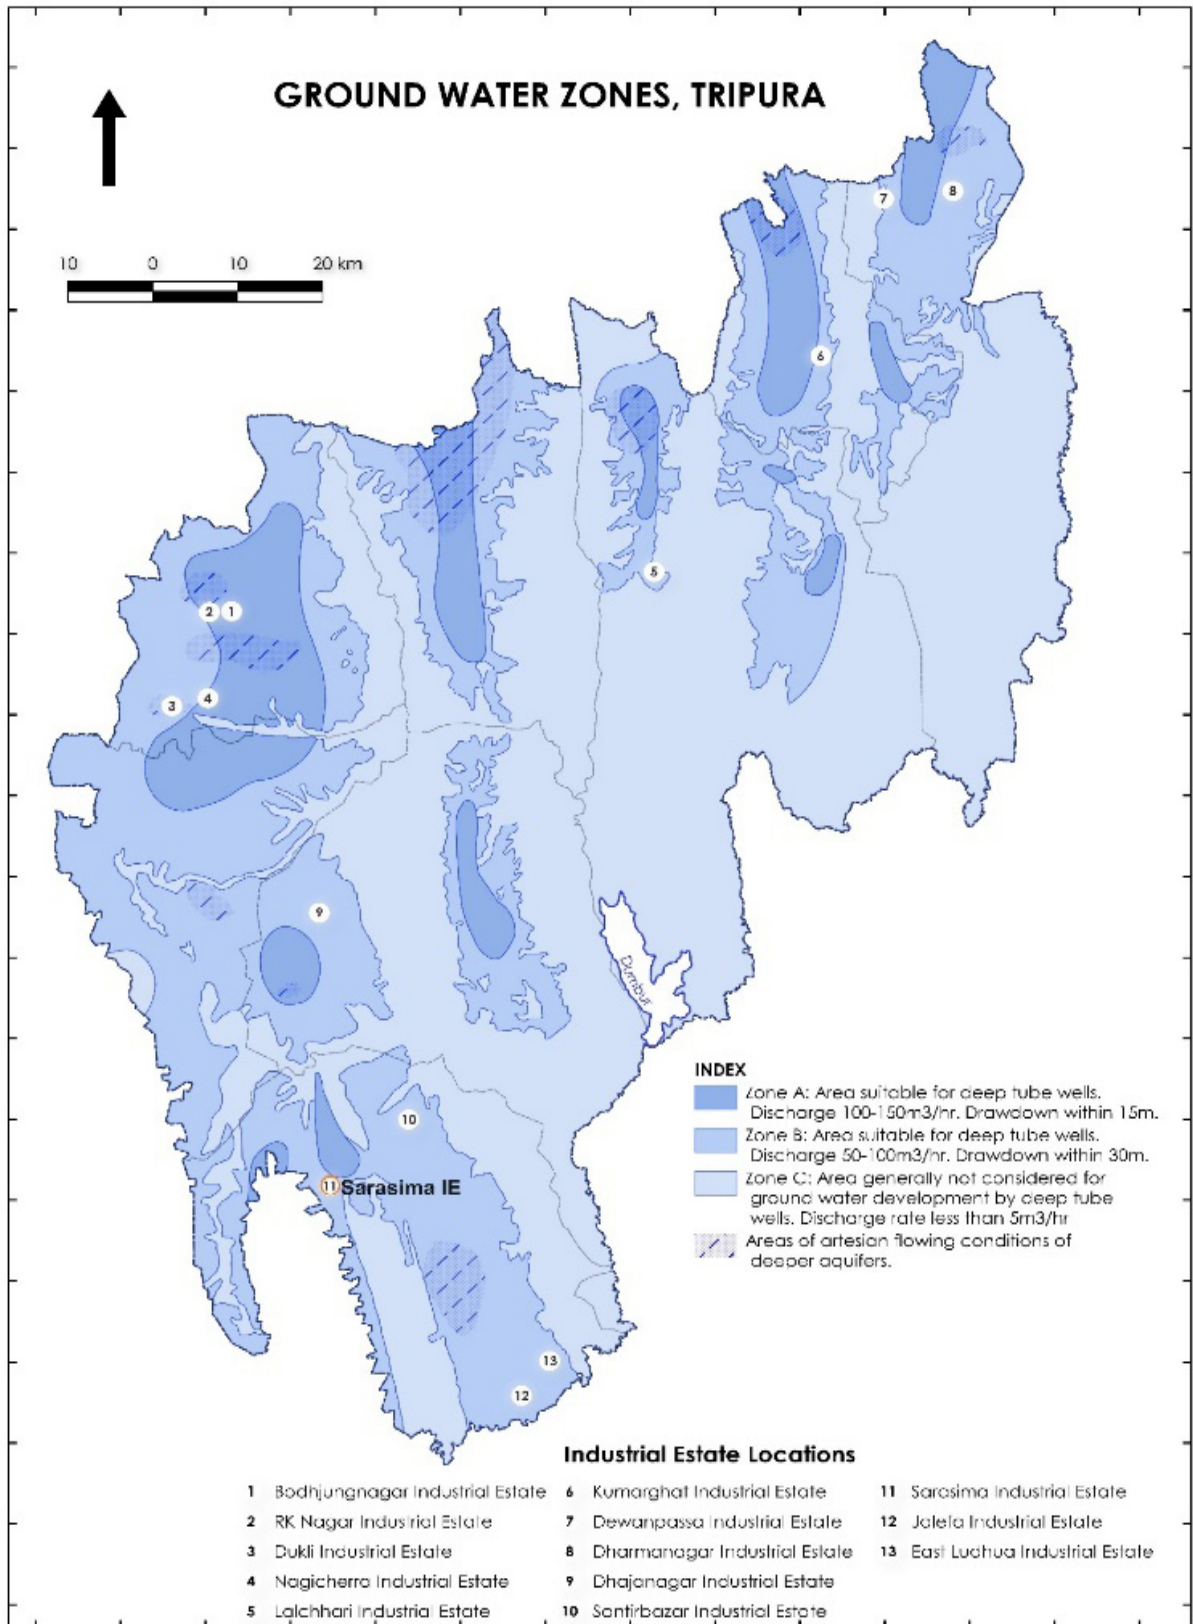 GROUND WATER ZONES, TRIPURA
10 0 10 20 km
8
7
6
5
2 1
3 4
9
Dumbur
10
11 Sarasima IE
13
12
INDEX
Zone A: Area suitable for deep tube wells.
Discharge 100-150m3/hr. Drawdown within 15m.
Zone B: Area suitable for deep tube wells.
Discharge 50-100m3/hr. Drawdown within 30m.
Zone C: Area generally not considered for
ground water development by deep tube
wells. Discharge rate less than 5m3/hr
Areas of artesian flowing conditions of
deeper aquifers.
Industrial Estate Locations
1 Bodhjungnagar Industrial Estate
2 RK Nagar Industrial Estate
3 Dukli Industrial Estate
4 Nagicherra Industrial Estate
5 Lalchhari Industrial Estate
6 Kumarghat Industrial Estate
7 Dewanpassa Industrial Estate
8 Dharmanagar Industrial Estate
9 Dhajanagar Industrial Estate
10 Santirbazar Industrial Estate
11 Sarasima Industrial Estate
12 Jalefa Industrial Estate
13 East Ludhua Industrial Estate